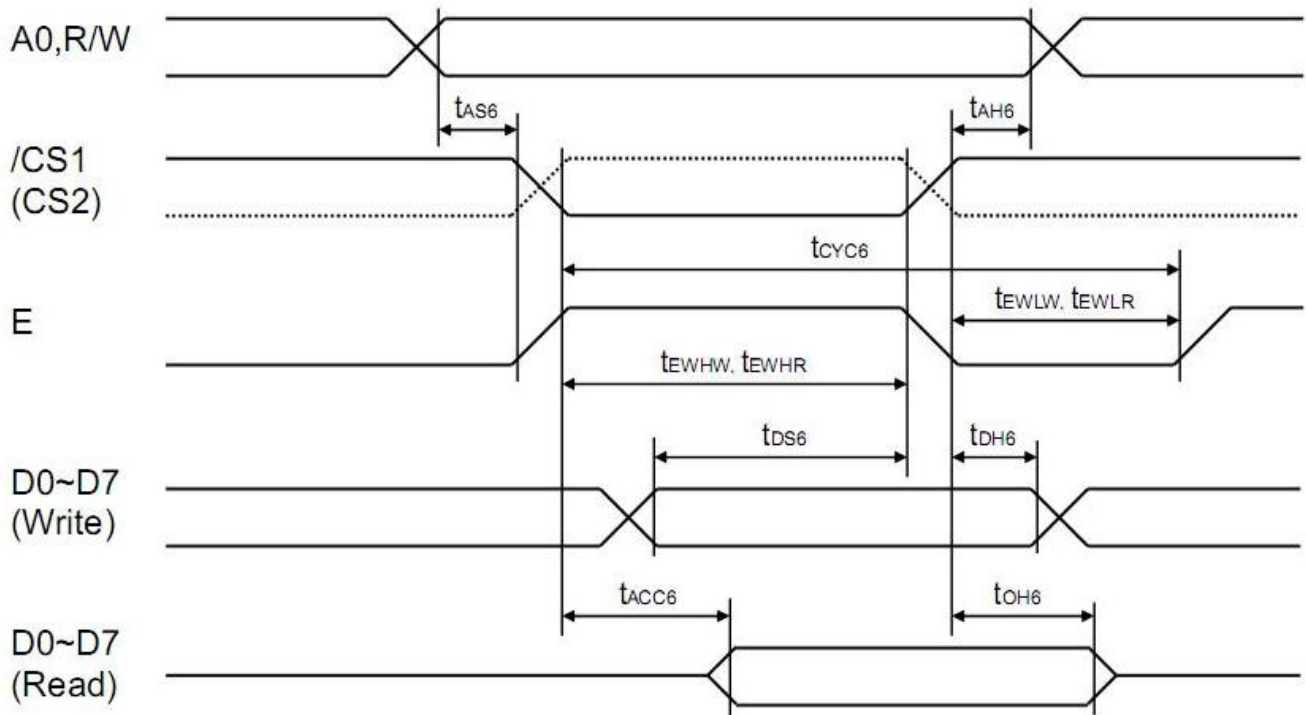 A0,R/W
tAS6
tAH6
/CS1
(CS2)
tCYC6
tEWLW, tEWLR
E
tEWHW, tEWHR
tDS6
tDH6
D0~D7
(Write)
tACC6
tOH6
D0~D7
(Read)